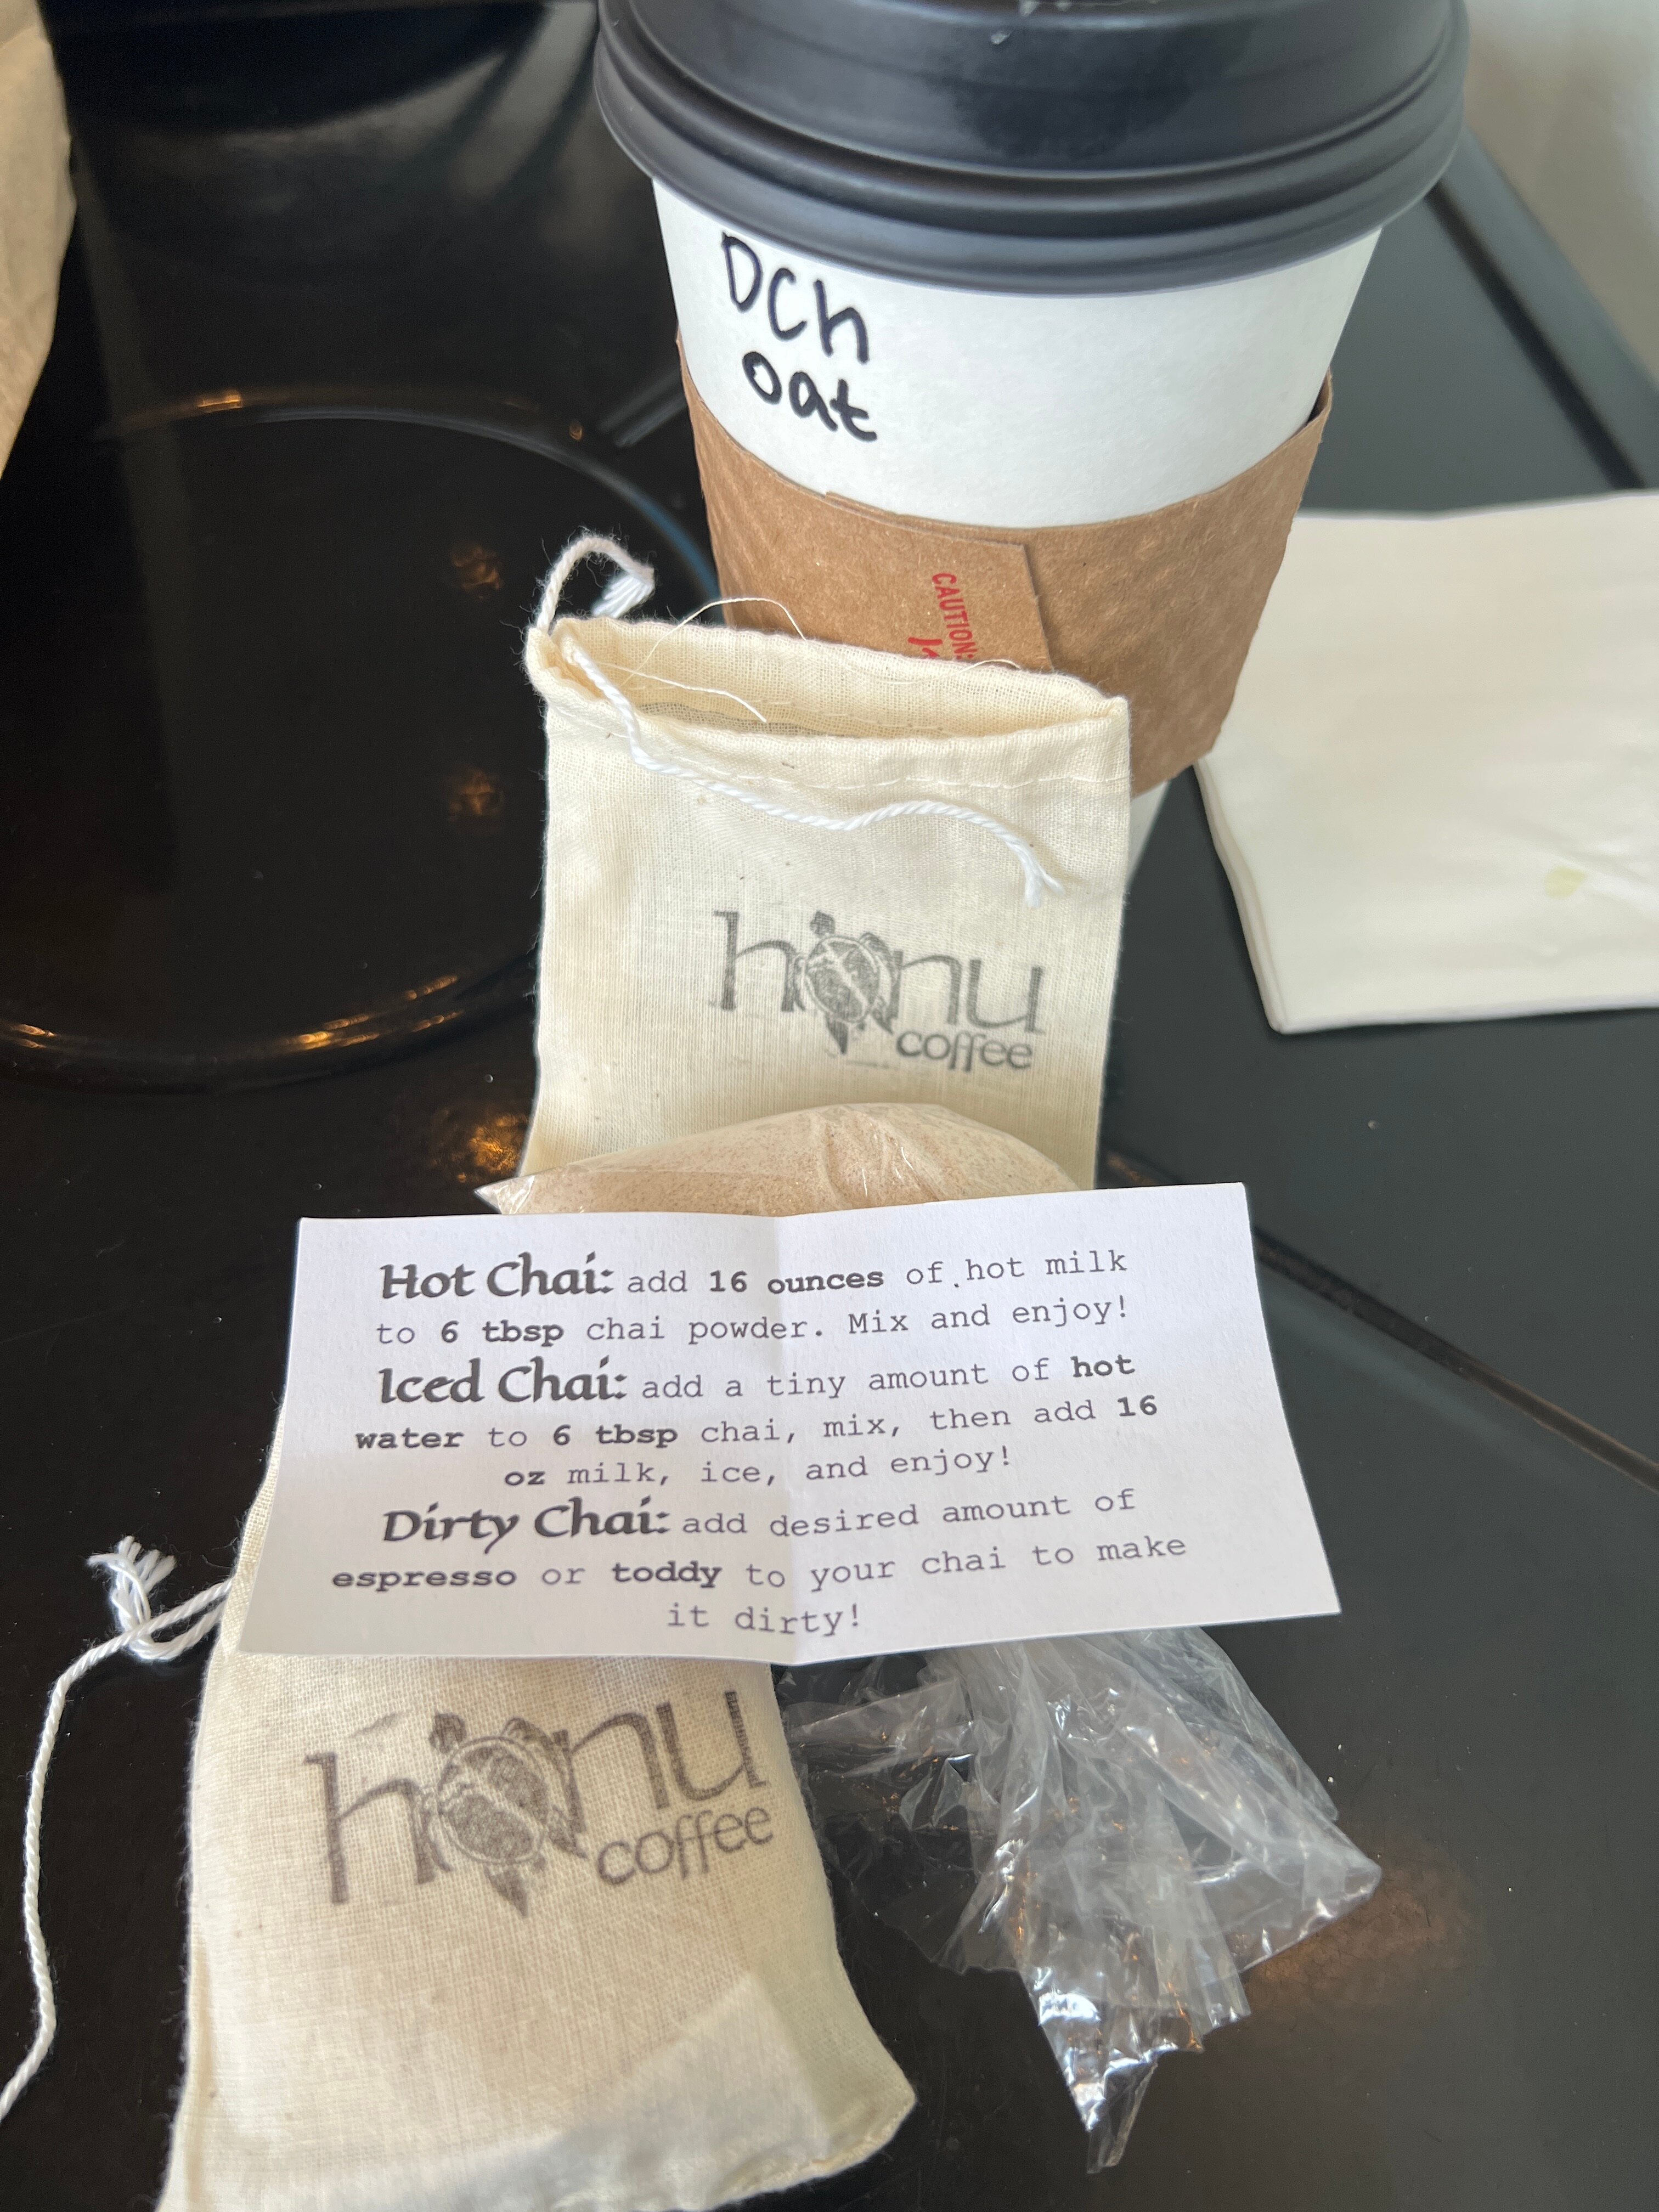 DCh
oat
CAUTION:
honu
coffee
Hot Chai: add 16 ounces of hot milk
to 6 tbsp chai powder. Mix and enjoy!
Iced Chai: add a tiny amount of hot
water to 6 tbsp chai, mix, then add 16
oz milk, ice, and enjoy!
Dirty Chai: add desired amount of
espresso or toddy to your chai to make
it dirty!
honu
coffee